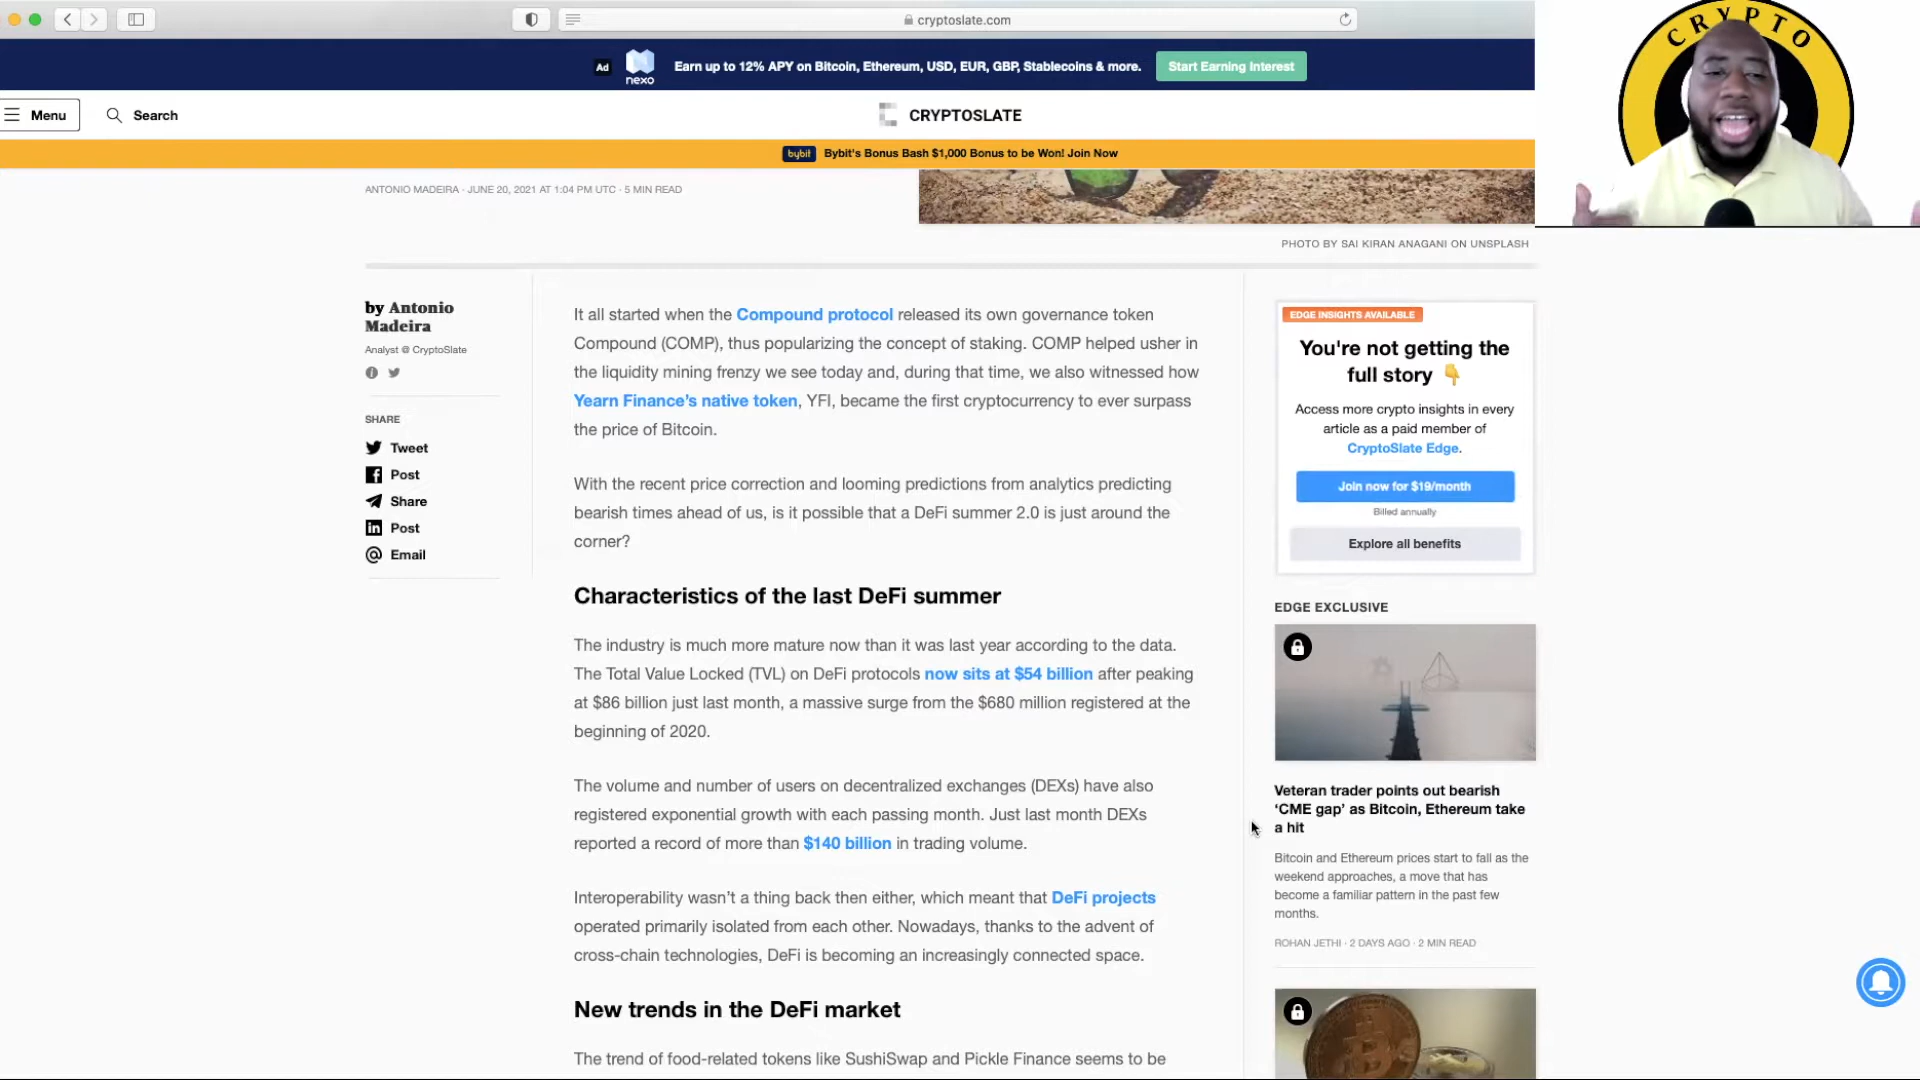 cryptoslate.com
Ad
nexo
Earn up to 12% APY on Bitcoin, Ethereum, USD, EUR, GBP, Stablecoins & more.
Start Earning Interest
CRYPTO
Menu
Search
CRYPTOSLATE
bybit
Bybit's Bonus Bash $1,000 Bonus to be Won! Join Now
ANTONIO MADEIRA · JUNE 20, 2021 AT 1:04 PM UTC · 5 MIN READ
PHOTO BY SAI KIRAN ANAGANI ON UNSPLASH
by Antonio
Madeira
Analyst @ CryptoSlate
SHARE
Tweet
Post
Share
Post
Email
It all started when the Compound protocol released its own governance token
Compound (COMP), thus popularizing the concept of staking. COMP helped usher in
the liquidity mining frenzy we see today and, during that time, we also witnessed how
Yearn Finance’s native token, YFI, became the first cryptocurrency to ever surpass
the price of Bitcoin.
With the recent price correction and looming predictions from analytics predicting
bearish times ahead of us, is it possible that a DeFi summer 2.0 is just around the
corner?
Characteristics of the last DeFi summer
The industry is much more mature now than it was last year according to the data.
The Total Value Locked (TVL) on DeFi protocols now sits at $54 billion after peaking
at $86 billion just last month, a massive surge from the $680 million registered at the
beginning of 2020.
The volume and number of users on decentralized exchanges (DEXs) have also
registered exponential growth with each passing month. Just last month DEXs
reported a record of more than $140 billion in trading volume.
Interoperability wasn’t a thing back then either, which meant that DeFi projects
operated primarily isolated from each other. Nowadays, thanks to the advent of
cross-chain technologies, DeFi is becoming an increasingly connected space.
New trends in the DeFi market
The trend of food-related tokens like SushiSwap and Pickle Finance seems to be
EDGE INSIGHTS AVAILABLE
You're not getting the
full story 👇
Access more crypto insights in every
article as a paid member of
CryptoSlate Edge.
Join now for $19/month
Billed annually
Explore all benefits
EDGE EXCLUSIVE
Veteran trader points out bearish
‘CME gap’ as Bitcoin, Ethereum take
a hit
Bitcoin and Ethereum prices start to fall as the
weekend approaches, a move that has
become a familiar pattern in the past few
months.
ROHAN JETHI · 2 DAYS AGO · 2 MIN READ